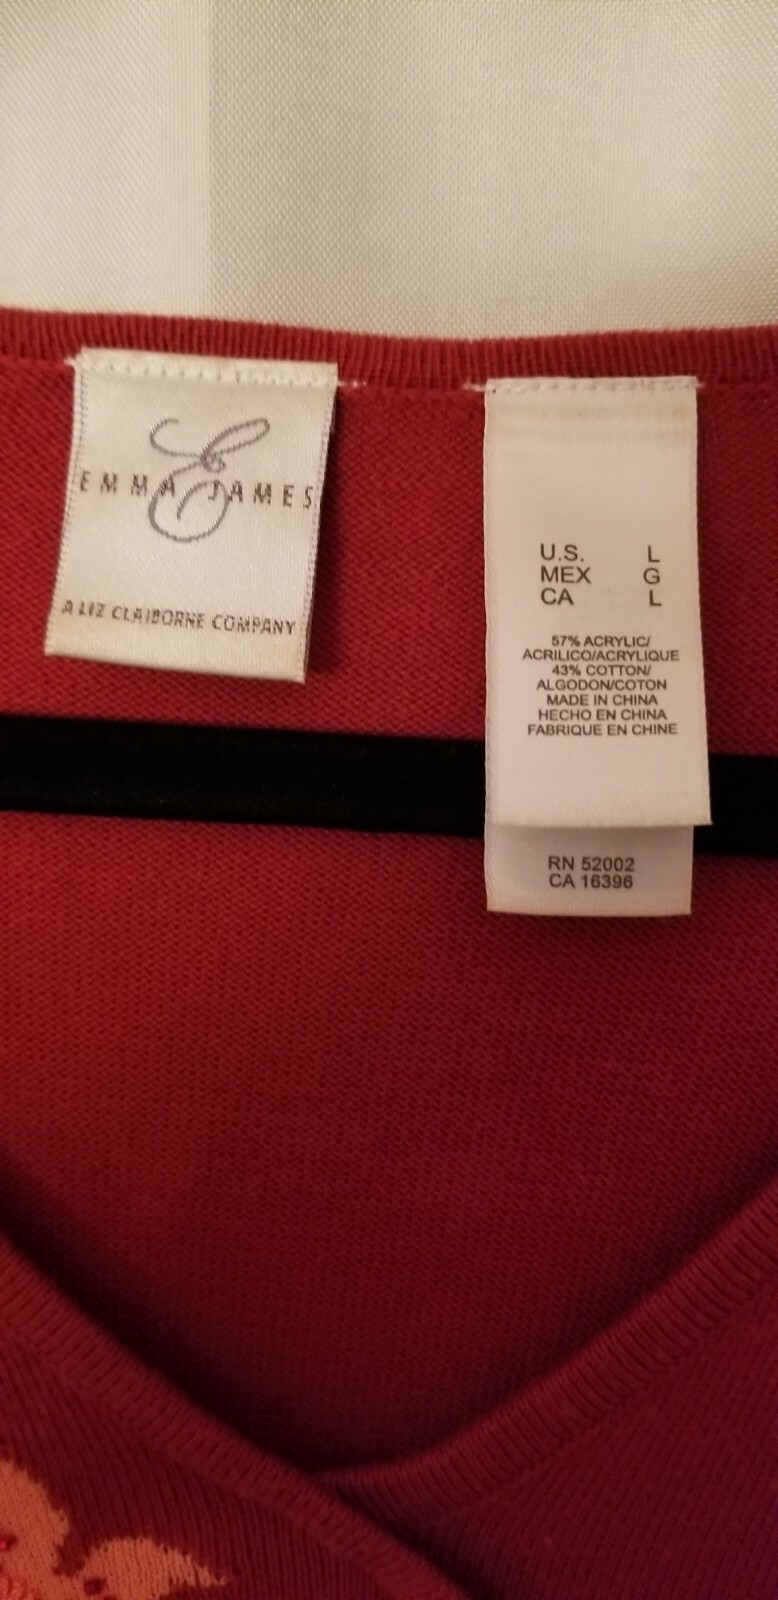 E
EMMA JAMES
A LIZ CLAIBORNE COMPANY
U.S. L
MEX G
CA L
57% ACRYLIC/
ACRILICO/ACRYLIQUE
43% COTTON/
ALGODON/COTON
MADE IN CHINA
HECHO EN CHINA
FABRIQUE EN CHINE
RN 52002
CA 16396